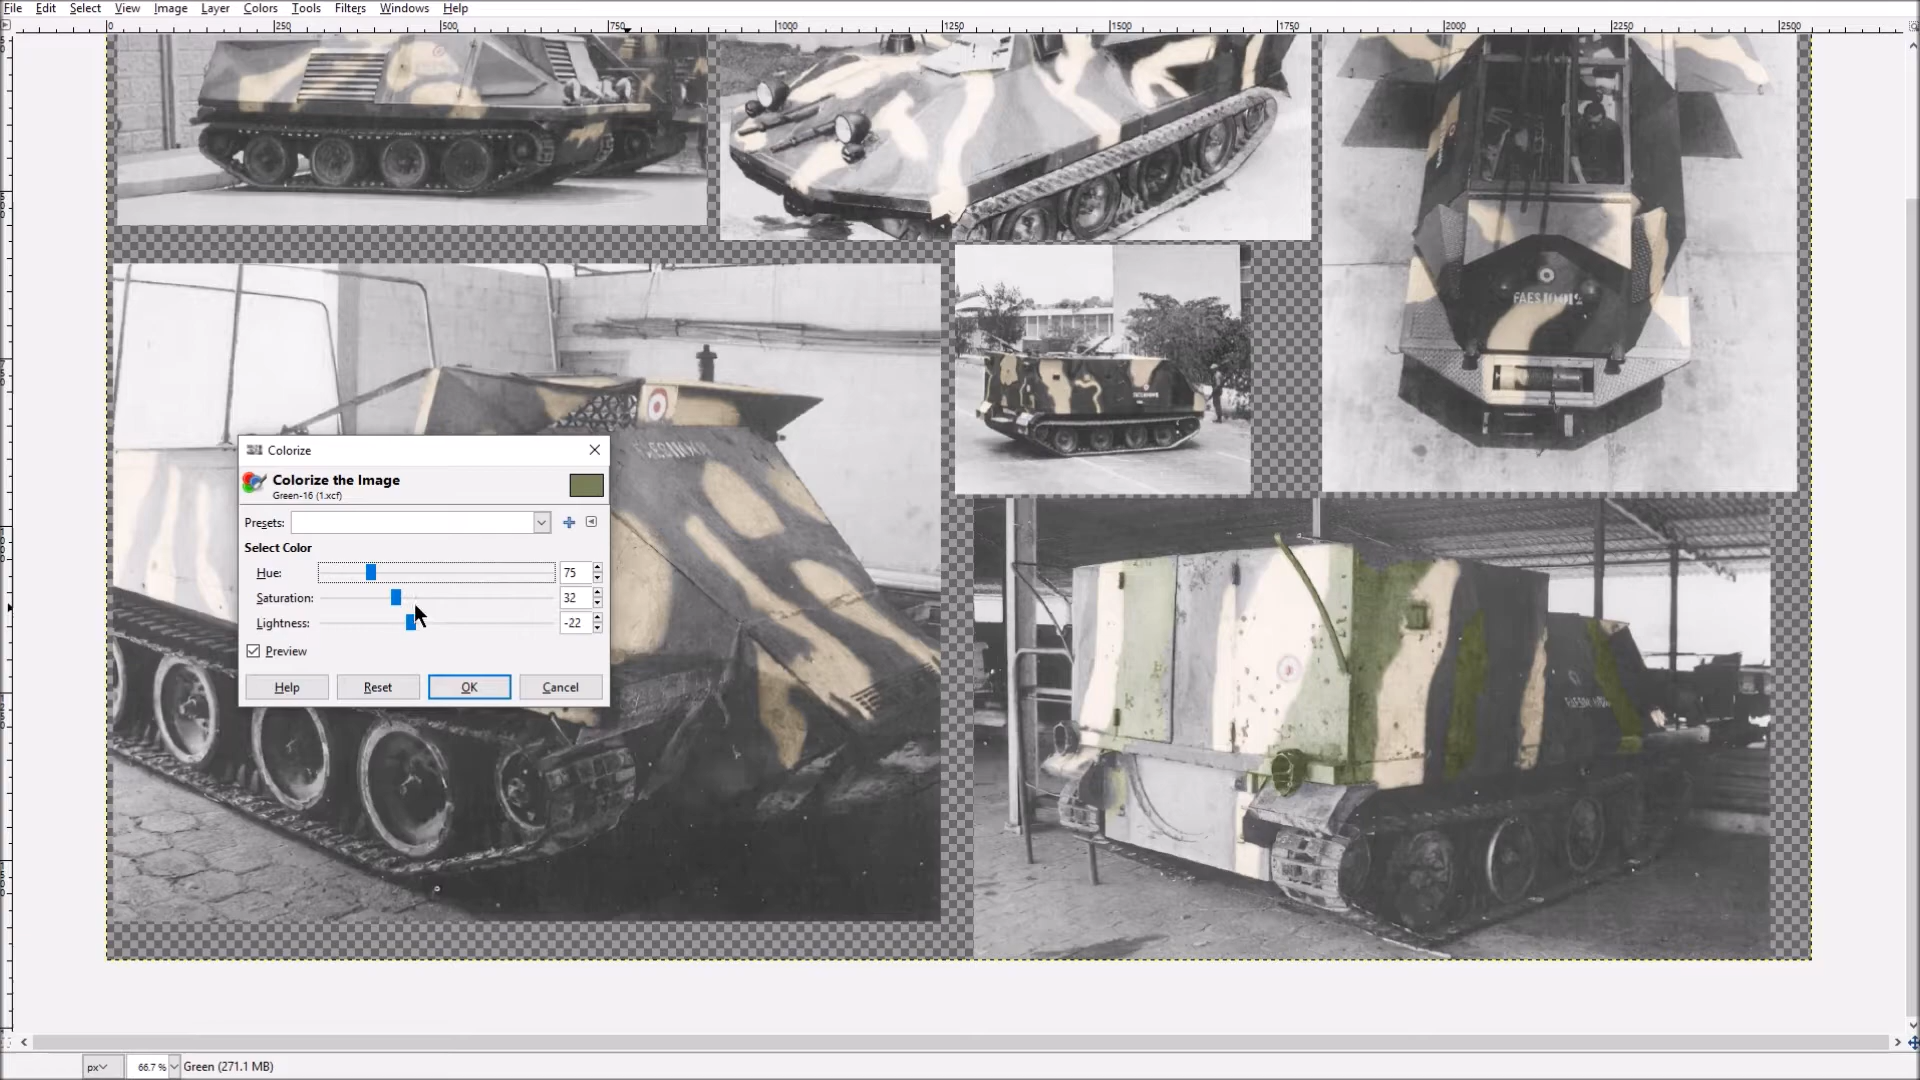 File Edit Select View Image Layer Colors Tools Filters Windows Help
0 250 500 750 1000 1250 1500 1750 2000 2250 2500
Colorize
Colorize the Image
Green-16 (1.xcf)
Presets:
Select Color
Hue: 75
Saturation: 32
Lightness: -22
Preview
Help Reset OK Cancel
px 66.7 % Green (271.1 MB)